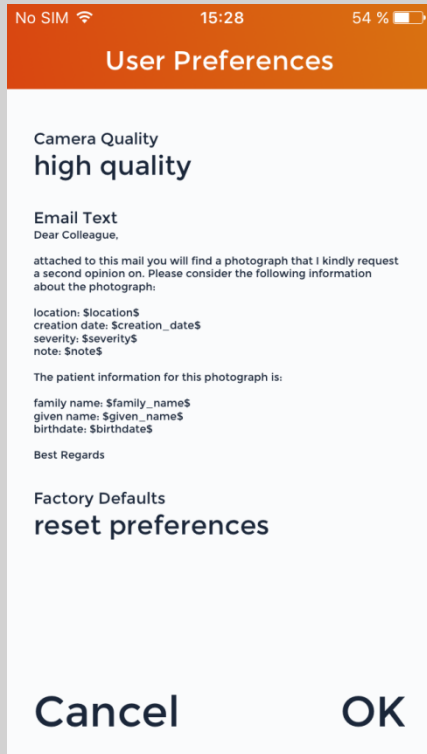 No SIM 15:28 54 %
User Preferences
Camera Quality
high quality
Email Text
Dear Colleague,
attached to this mail you will find a photograph that I kindly request
a second opinion on. Please consider the following information
about the photograph:
location: $location$
creation date: $creation_date$
severity: $severity$
note: $note$
The patient information for this photograph is:
family name: $family_name$
given name: $given_name$
birthdate: $birthdate$
Best Regards
Factory Defaults
reset preferences
Cancel OK